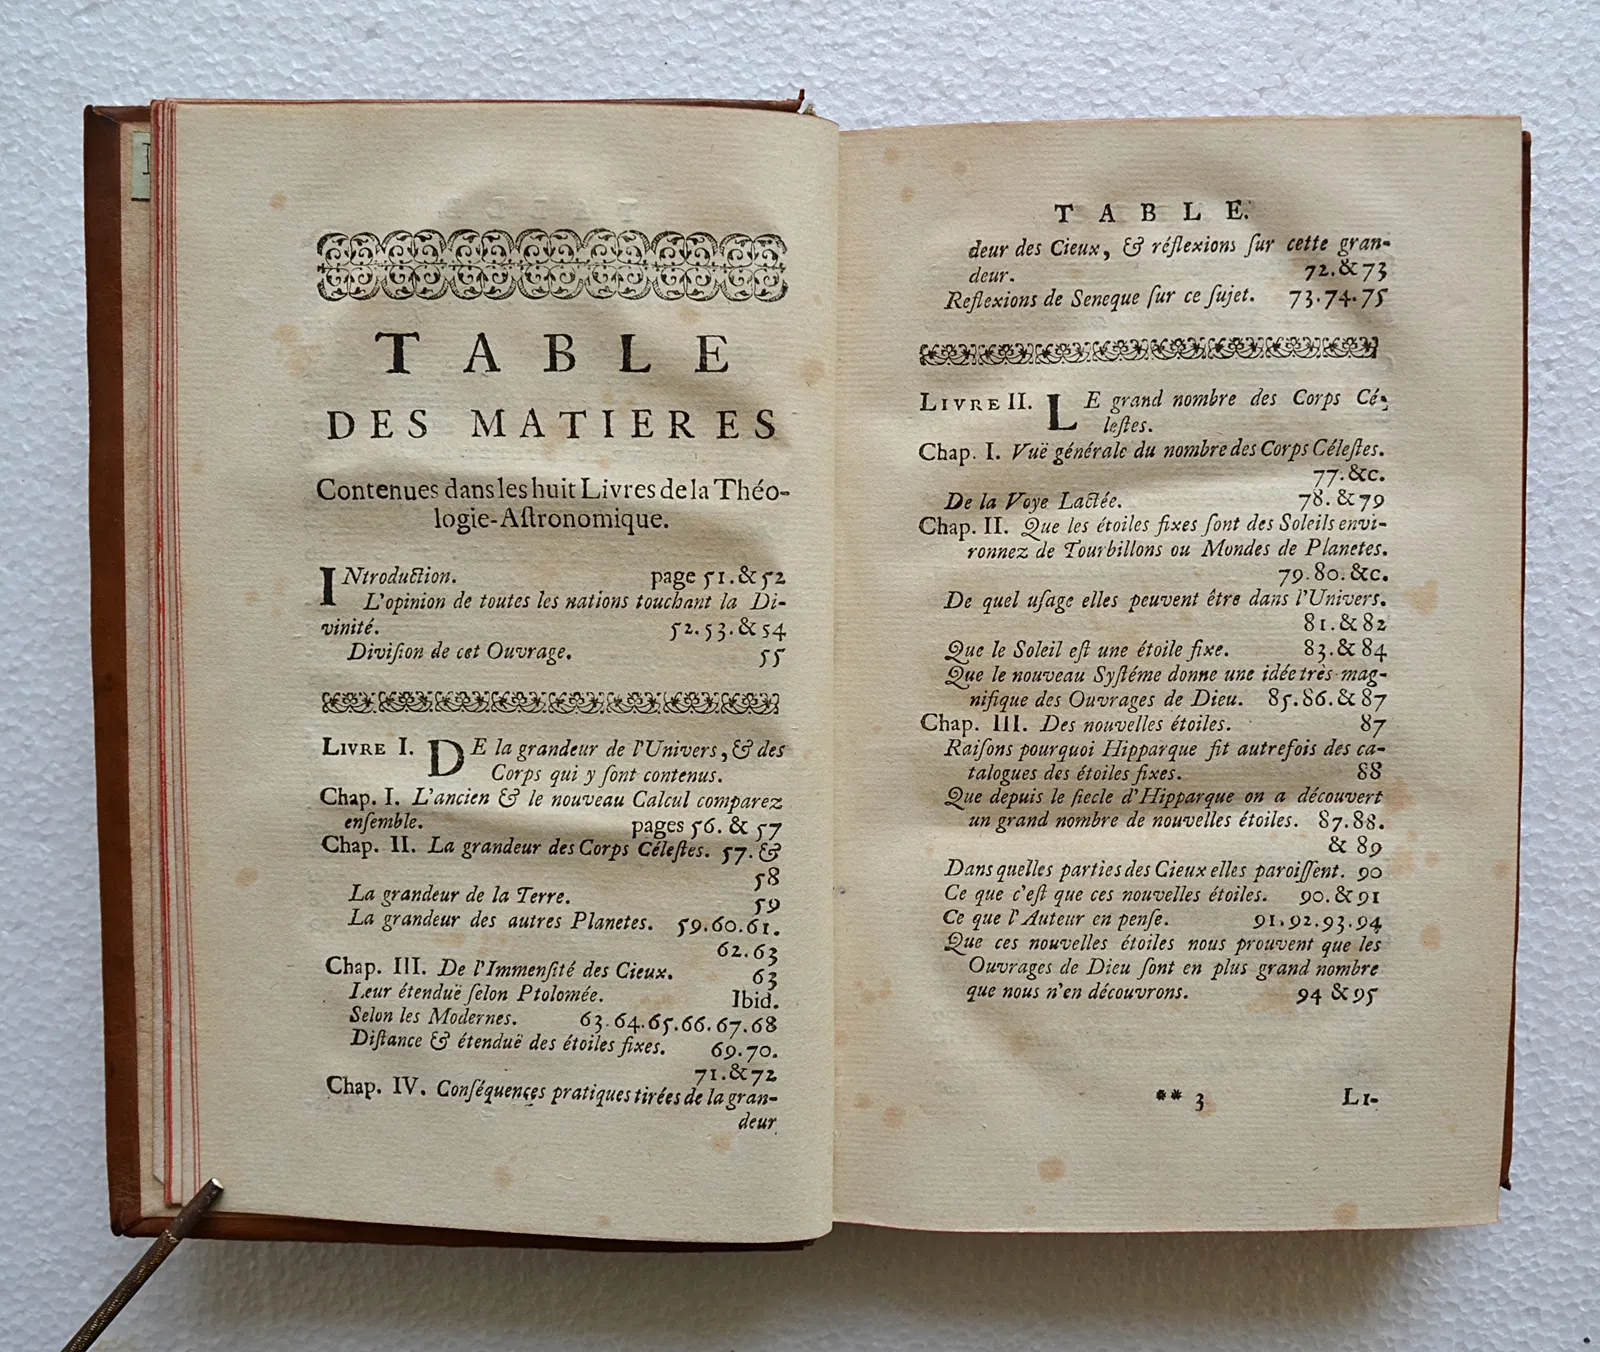 TABLE
DES MATIERES
Contenues dans les huit Livres de la Théo-
logie-Aſtronomique.
INtroduction. page 51. & 52
L'opinion de toutes les nations touchant la Di-
vinité. 52. 53. & 54
Diviſion de cet Ouvrage. 55
LIVRE I. DE la grandeur de l'Univers, & des
Corps qui y ſont contenus.
Chap. I. L'ancien & le nouveau Calcul comparez
enſemble. pages 56. & 57
Chap. II. La grandeur des Corps Céleſtes. 57. &
58
La grandeur de la Terre. 59
La grandeur des autres Planetes. 59. 60. 61.
62. 63
Chap. III. De l'Immenſité des Cieux. 63
Leur étenduë ſelon Ptolomée. Ibid.
Selon les Modernes. 63. 64. 65. 66. 67. 68
Diſtance & étenduë des étoiles fixes. 69. 70.
71. & 72
Chap. IV. Conſéquences pratiques tirées de la gran-
deur
TABLE.
deur des Cieux, & réflexions ſur cette gran-
deur. 72. & 73
Reflexions de Seneque ſur ce ſujet. 73. 74. 75
LIVRE II. LE grand nombre des Corps Cé-
leſtes.
Chap. I. Vuë générale du nombre des Corps Céleſtes.
77. &c.
De la Voye Lactée. 78. & 79
Chap. II. Que les étoiles fixes ſont des Soleils envi-
ronnez de Tourbillons ou Mondes de Planetes.
79. 80. &c.
De quel uſage elles peuvent être dans l'Univers.
81. & 82
Que le Soleil eſt une étoile fixe. 83. & 84
Que le nouveau Syſtéme donne une idée très-mag-
nifique des Ouvrages de Dieu. 85. 86. & 87
Chap. III. Des nouvelles étoiles. 87
Raiſons pourquoi Hipparque fit autrefois des ca-
talogues des étoiles fixes. 88
Que depuis le ſiecle d'Hipparque on a découvert
un grand nombre de nouvelles étoiles. 87. 88.
& 89
Dans quelles parties des Cieux elles paroiſſent. 90
Ce que c'eſt que ces nouvelles étoiles. 90. & 91
Ce que l'Auteur en penſe. 91. 92. 93. 94
Que ces nouvelles étoiles nous prouvent que les
Ouvrages de Dieu ſont en plus grand nombre
que nous n'en découvrons. 94 & 95
** 3 LI-